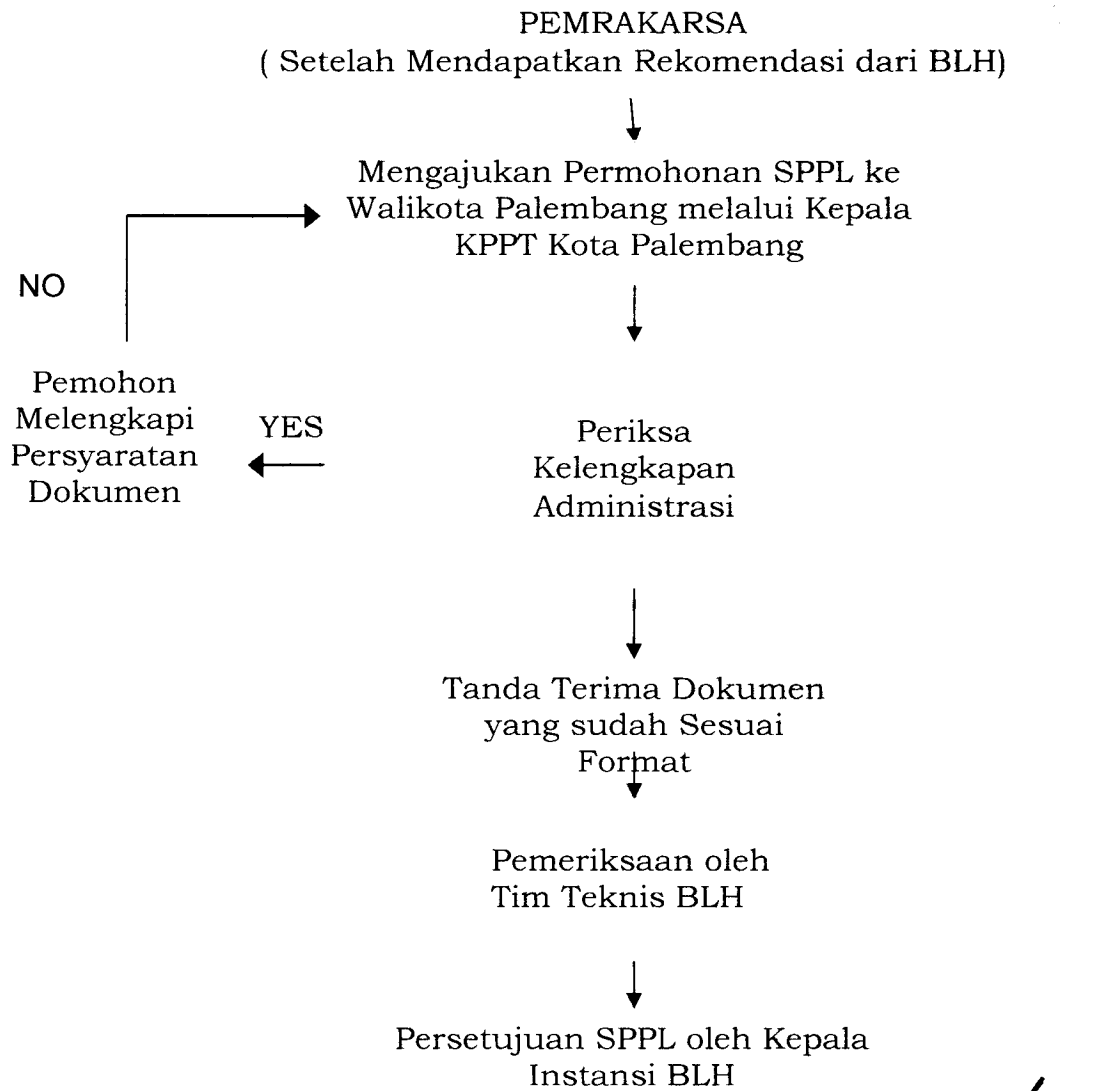 PEMRAKARSA
( Setelah Mendapatkan Rekomendasi dari BLH)
Mengajukan Permohonan SPPL ke
Walikota Palembang melalui Kepala
KPPT Kota Palembang
NO
Pemohon
Melengkapi
Persyaratan
Dokumen
YES
Periksa
Kelengkapan
Administrasi
Tanda Terima Dokumen
yang sudah Sesuai
Format
Pemeriksaan oleh
Tim Teknis BLH
Persetujuan SPPL oleh Kepala
Instansi BLH